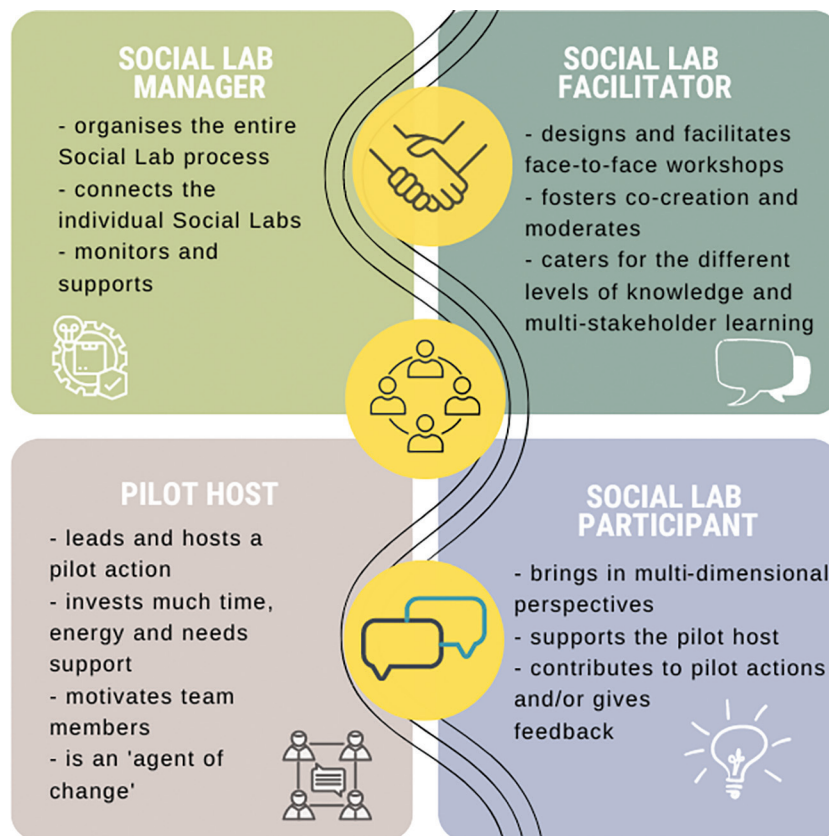 SOCIAL LAB
MANAGER
- organises the entire
Social Lab process
- connects the
individual Social Labs
- monitors and
supports
SOCIAL LAB
FACILITATOR
- designs and facilitates
face-to-face workshops
- fosters co-creation and
moderates
- caters for the different
levels of knowledge and
multi-stakeholder learning
PILOT HOST
- leads and hosts a
pilot action
- invests much time,
energy and needs
support
- motivates team
members
- is an 'agent of
change'
SOCIAL LAB
PARTICIPANT
- brings in multi-dimensional
perspectives
- supports the pilot host
- contributes to pilot actions
and/or gives
feedback